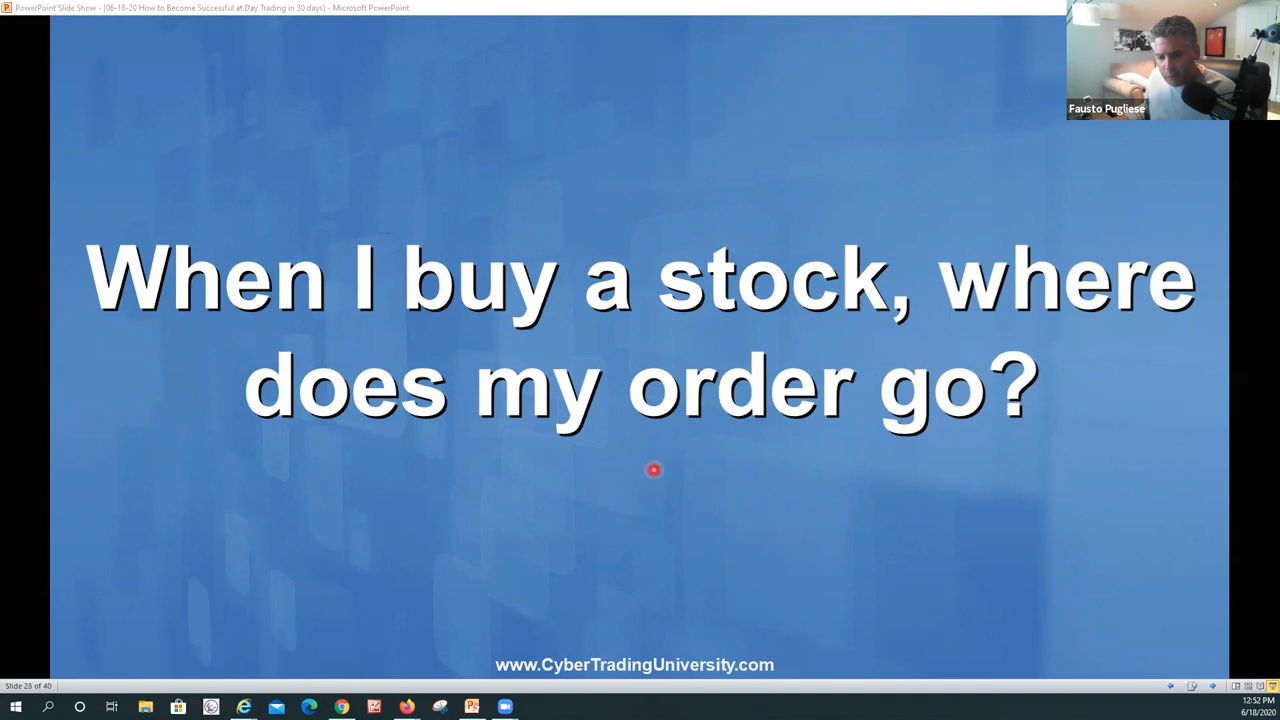 PowerPoint Slide Show - [06-18-20 How to Become Successful at Day Trading in 30 days] - Microsoft PowerPoint
Fausto Pugliese
When I buy a stock, where
does my order go?
www.CyberTradingUniversity.com
Slide 28 of 40
12:52 PM
6/18/2020